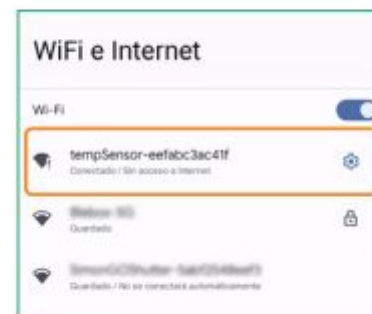 WiFi e Internet
Wi-Fi
tempSensor-eefabc3ac41f
Conectado / Sin acceso a Internet
Guardado
Guardado / No se conectará automáticamente